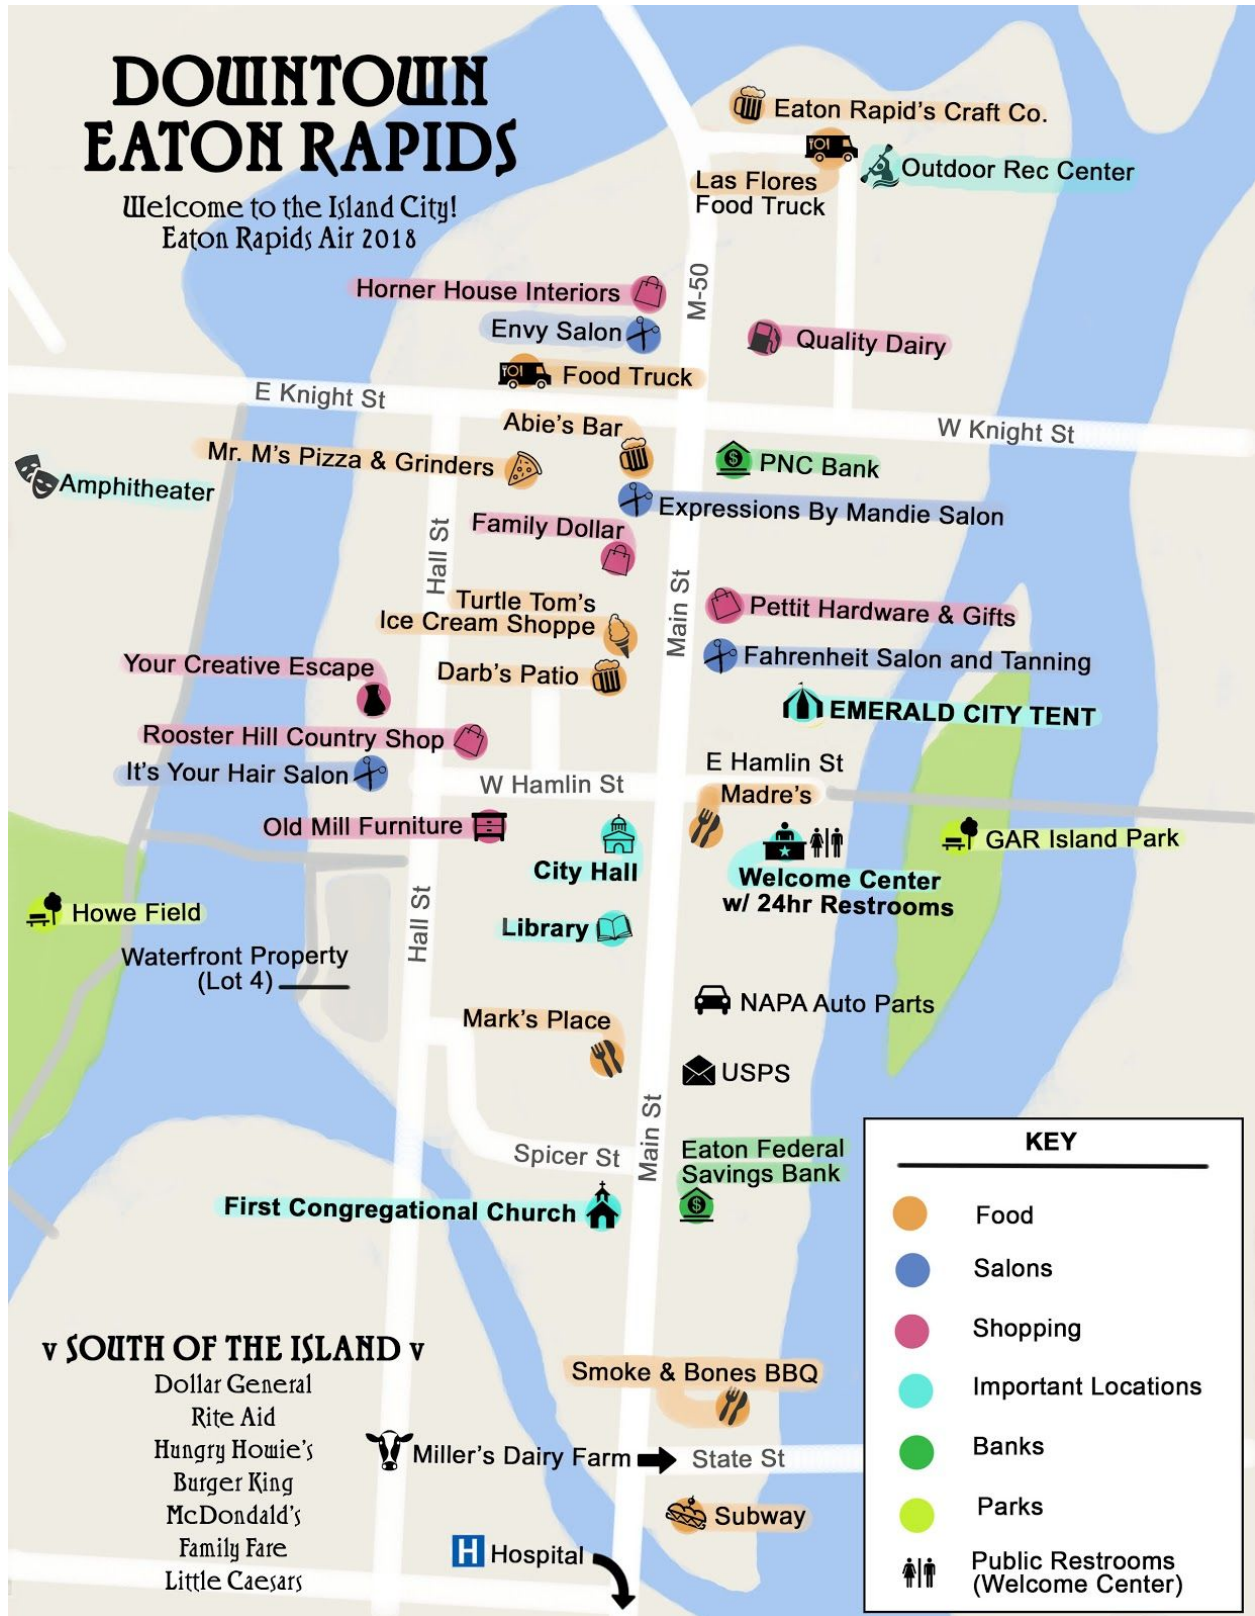 DOWNTOWN
EATON RAPIDS
Welcome to the Island City!
Eaton Rapids Air 2018
Eaton Rapid's Craft Co.
Outdoor Rec Center
Las Flores
Food Truck
M-50
Horner House Interiors
Envy Salon
Quality Dairy
Food Truck
E Knight St
W Knight St
Abie's Bar
Mr. M's Pizza & Grinders
PNC Bank
Amphitheater
Expressions By Mandie Salon
Family Dollar
Hall St
Main St
Turtle Tom's
Ice Cream Shoppe
Pettit Hardware & Gifts
Fahrenheit Salon and Tanning
Your Creative Escape
Darb's Patio
EMERALD CITY TENT
Rooster Hill Country Shop
It's Your Hair Salon
W Hamlin St
E Hamlin St
Madre's
Old Mill Furniture
City Hall
GAR Island Park
Welcome Center
w/ 24hr Restrooms
Howe Field
Library
Hall St
Waterfront Property
(Lot 4)
NAPA Auto Parts
Mark's Place
USPS
Main St
Spicer St
Eaton Federal
Savings Bank
First Congregational Church
v SOUTH OF THE ISLAND v
Dollar General
Rite Aid
Hungry Howie's
Burger King
McDondald's
Family Fare
Little Caesars
Smoke & Bones BBQ
Miller's Dairy Farm
State St
Subway
H Hospital
KEY
Food
Salons
Shopping
Important Locations
Banks
Parks
Public Restrooms
(Welcome Center)